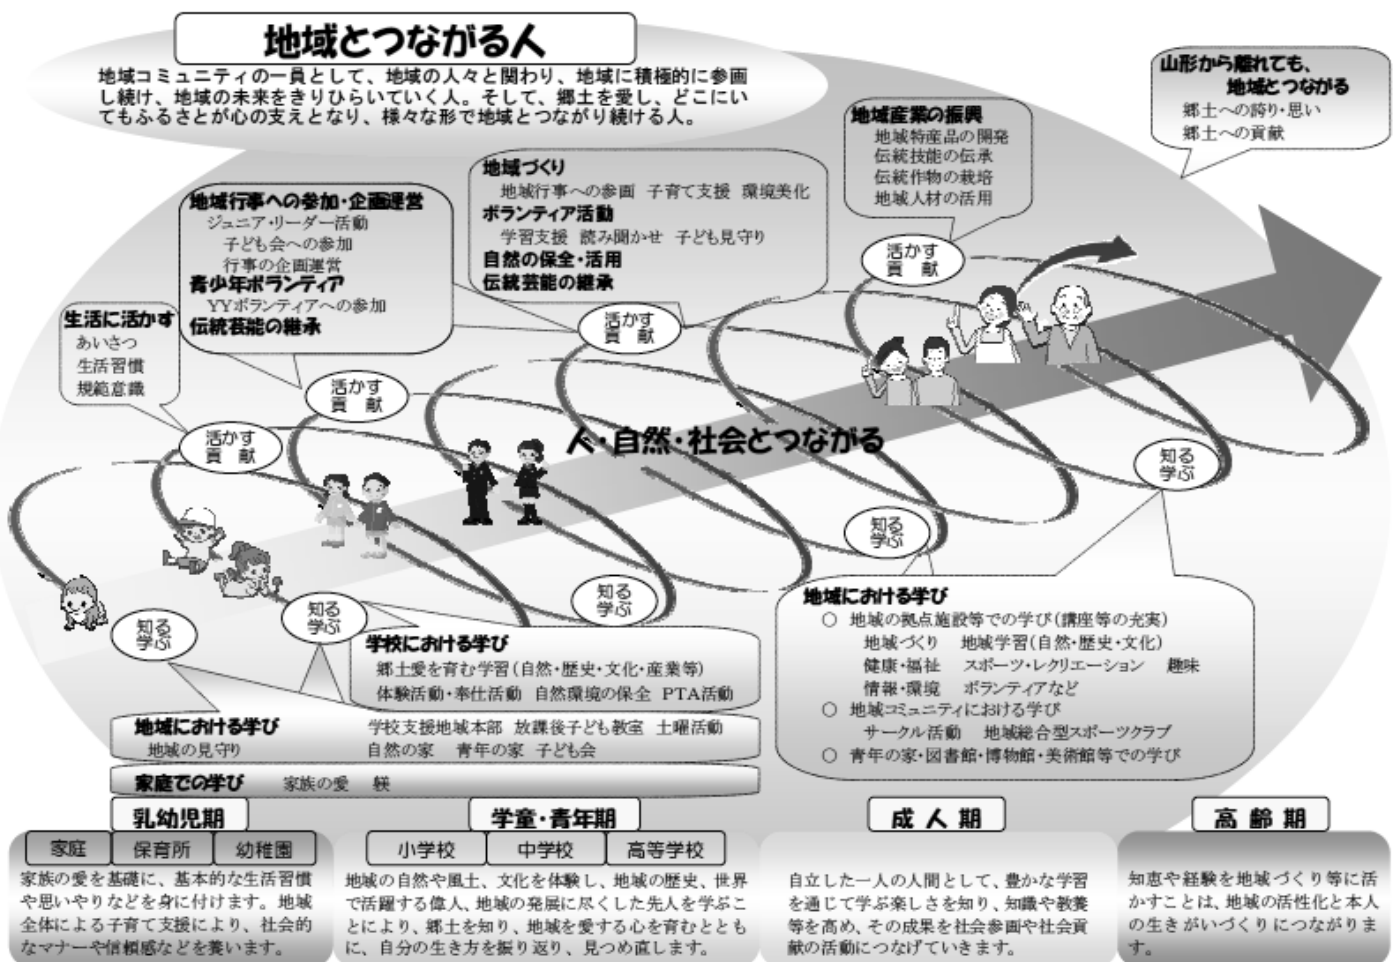 地域とつながる人
地域コミュニティの一員として、地域の人々と関わり、地域に積極的に参画
し続け、地域の未来をきりひらいていく人。そして、郷土を愛し、どこにい
てもふるさとが心の支えとなり、様々な形で地域とつながり続ける人。
山形から離れても、
地域とつながる
郷土への誇り・思い
郷土への貢献
地域産業の振興
地域特産品の開発
伝統技能の伝承
伝統作物の栽培
地域人材の活用
地域づくり
地域行事への参画 子育て支援 環境美化
ボランティア活動
学習支援 読み聞かせ 子ども見守り
自然の保全・活用
伝統芸能の継承
地域行事への参加・企画運営
ジュニア・リーダー活動
子ども会への参加
行事の企画運営
青少年ボランティア
YYボランティアへの参加
伝統芸能の継承
生活に活かす
あいさつ
生活習慣
規範意識
活かす
貢 献
活かす
貢 献
活かす
貢 献
活かす
貢 献
人・自然・社会とつながる
知る
学ぶ
知る
学ぶ
知る
学ぶ
知る
学ぶ
知る
学ぶ
学校における学び
郷土愛を育む学習(自然・歴史・文化・産業等)
体験活動・奉仕活動 自然環境の保全 PTA活動
地域における学び 学校支援地域本部 放課後子ども教室 土曜活動
地域の見守り 自然の家 青年の家 子ども会
家庭での学び 家族の愛 躾
地域における学び
○ 地域の拠点施設等での学び(講座等の充実)
地域づくり 地域学習(自然・歴史・文化)
健康・福祉 スポーツ・レクリエーション 趣味
情報・環境 ボランティアなど
○ 地域コミュニティにおける学び
サークル活動 地域総合型スポーツクラブ
○ 青年の家・図書館・博物館・美術館等での学び
乳幼児期
家庭 保育所 幼稚園
家族の愛を基礎に、基本的な生活習慣
や思いやりなどを身に付けます。地域
全体による子育て支援により、社会的
なマナーや信頼感などを養います。
学童・青年期
小学校 中学校 高等学校
地域の自然や風土、文化を体験し、地域の歴史、世界
で活躍する偉人、地域の発展に尽くした先人を学ぶこ
とにより、郷土を知り、地域を愛する心を育むととも
に、自分の生き方を振り返り、見つめ直します。
成 人 期
自立した一人の人間として、豊かな学習
を通じて学ぶ楽しさを知り、知識や教養
等を高め、その成果を社会参画や社会貢
献の活動につなげていきます。
高 齢 期
知恵や経験を地域づくり等に活
かすことは、地域の活性化と本人
の生きがいづくりにつながりま
す。